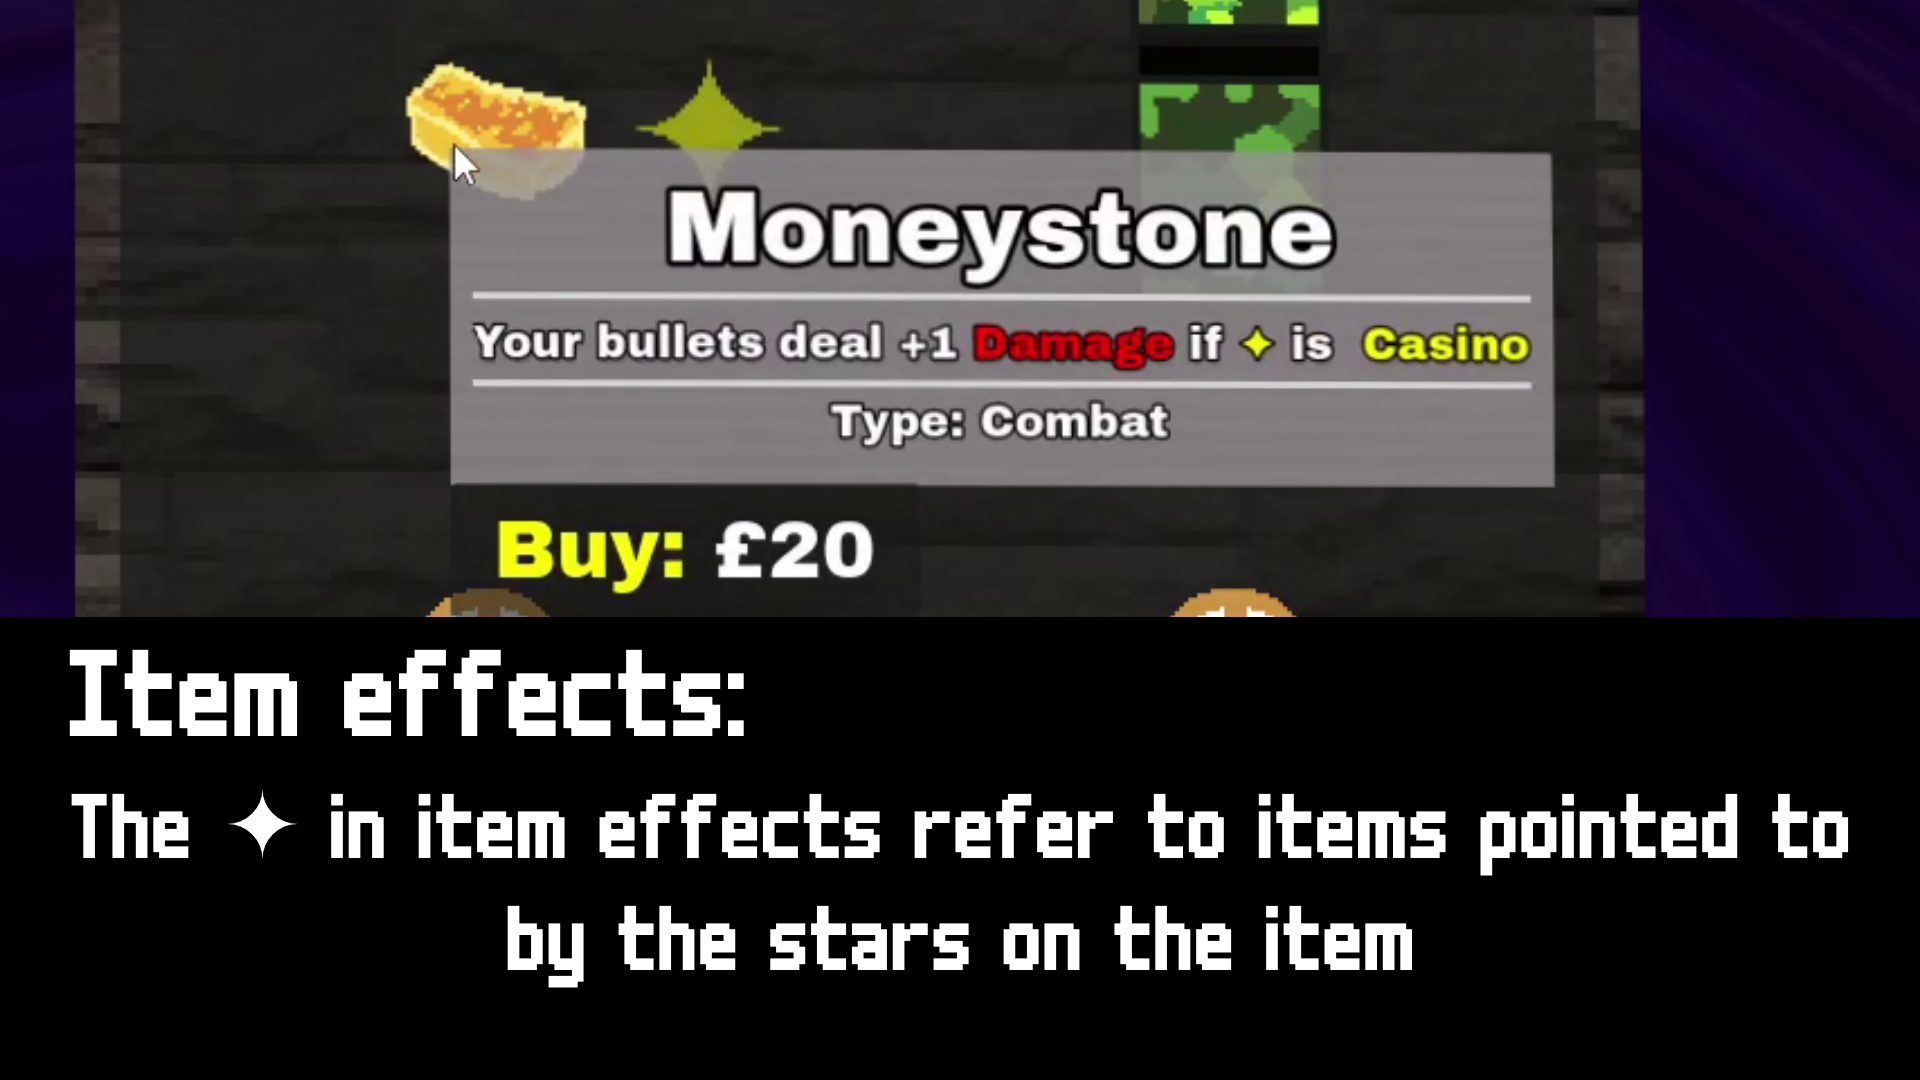 Moneystone
Your bullets deal +1 Damage if ✦ is Casino
Type: Combat
Buy: £20
Item effects:
The ✦ in item effects refer to items pointed to
by the stars on the item